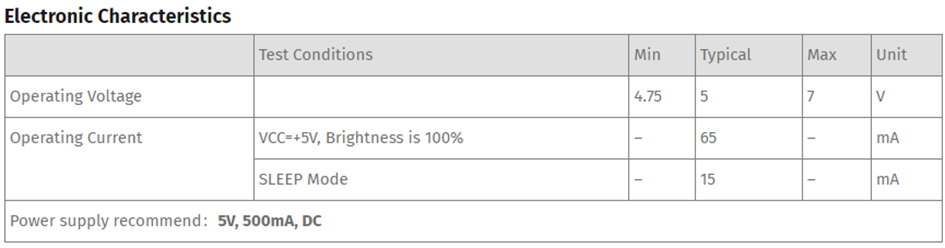 Electronic Characteristics
Test Conditions Min Typical Max Unit
Operating Voltage 4.75 5 7 V
Operating Current VCC=+5V, Brightness is 100% – 65 – mA
SLEEP Mode – 15 – mA
Power supply recommend： 5V, 500mA, DC